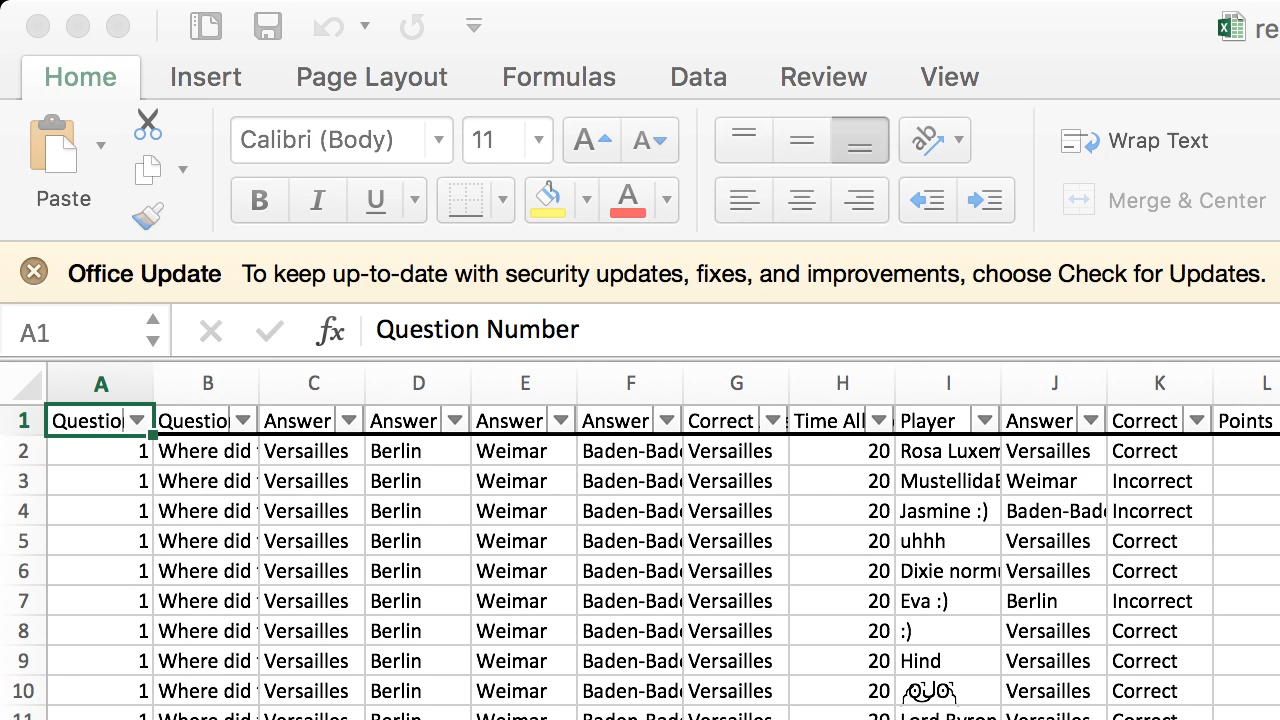 re
Home Insert Page Layout Formulas Data Review View
Calibri (Body) 11 A A Wrap Text
Paste B I U A Merge & Center
Office Update To keep up-to-date with security updates, fixes, and improvements, choose Check for Updates.
A1 fx Question Number
A B C D E F G H I J K L
1 Questio Questio Answer Answer Answer Answer Correct Time All Player Answer Correct Points
2 1 Where did Versailles Berlin Weimar Baden-Bad Versailles 20 Rosa Luxem Versailles Correct
3 1 Where did Versailles Berlin Weimar Baden-Bad Versailles 20 MustellidaE Weimar Incorrect
4 1 Where did Versailles Berlin Weimar Baden-Bad Versailles 20 Jasmine :) Baden-Bade Incorrect
5 1 Where did Versailles Berlin Weimar Baden-Bad Versailles 20 uhhh Versailles Correct
6 1 Where did Versailles Berlin Weimar Baden-Bad Versailles 20 Dixie normu Versailles Correct
7 1 Where did Versailles Berlin Weimar Baden-Bad Versailles 20 Eva :) Berlin Incorrect
8 1 Where did Versailles Berlin Weimar Baden-Bad Versailles 20 :) Versailles Correct
9 1 Where did Versailles Berlin Weimar Baden-Bad Versailles 20 Hind Versailles Correct
10 1 Where did Versailles Berlin Weimar Baden-Bad Versailles 20 Versailles Correct
11 1 Where did Versailles Berlin Weimar Baden-Bad Versailles 20 Lord Byron Versailles Correct